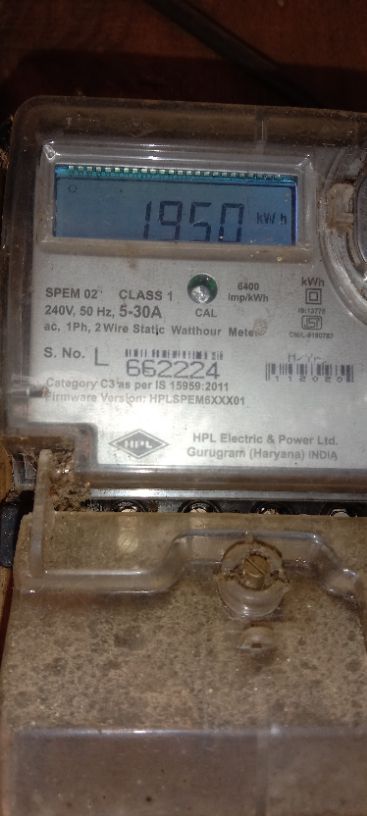 1950 kWh
SPEM 02 CLASS 1
240V, 50 Hz, 5-30A CAL
6400
imp/kWh
kWh
IS:13779
ac, 1Ph, 2 Wire Static Watthour Meter
S. No. L 662224
Category C3 as per IS 15959:2011
Firmware Version: HPLSPEM6XXX01
HPL
HPL Electric & Power Ltd.
Gurugram (Haryana) INDIA